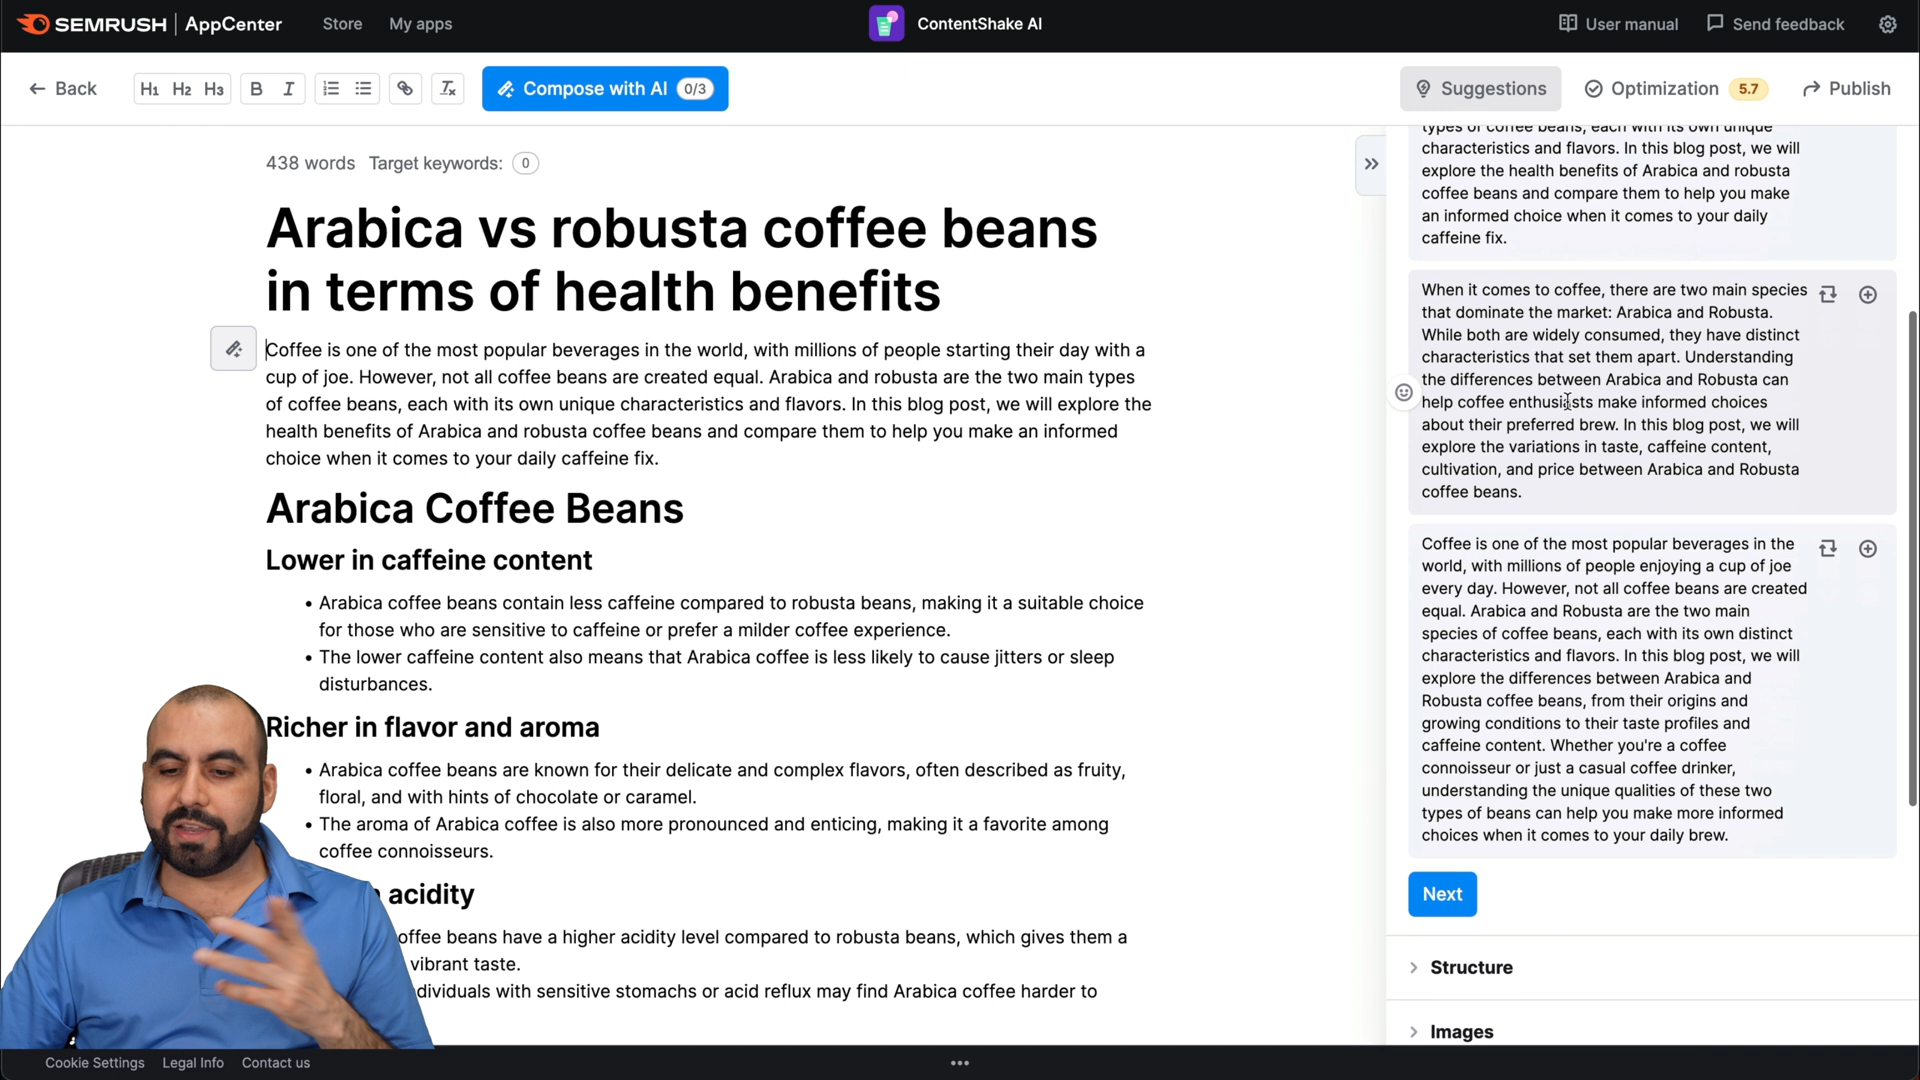 SEMRUSH AppCenter Store My apps ContentShake AI User manual Send feedback
Back H1 H2 H3 B I Compose with AI 0/3 Suggestions Optimization 5.7 Publish
438 words Target keywords: 0
Arabica vs robusta coffee beans
in terms of health benefits
Coffee is one of the most popular beverages in the world, with millions of people starting their day with a
cup of joe. However, not all coffee beans are created equal. Arabica and robusta are the two main types
of coffee beans, each with its own unique characteristics and flavors. In this blog post, we will explore the
health benefits of Arabica and robusta coffee beans and compare them to help you make an informed
choice when it comes to your daily caffeine fix.
Arabica Coffee Beans
Lower in caffeine content
• Arabica coffee beans contain less caffeine compared to robusta beans, making it a suitable choice
for those who are sensitive to caffeine or prefer a milder coffee experience.
• The lower caffeine content also means that Arabica coffee is less likely to cause jitters or sleep
disturbances.
Richer in flavor and aroma
• Arabica coffee beans are known for their delicate and complex flavors, often described as fruity,
floral, and with hints of chocolate or caramel.
• The aroma of Arabica coffee is also more pronounced and enticing, making it a favorite among
coffee connoisseurs.
acidity
offee beans have a higher acidity level compared to robusta beans, which gives them a
vibrant taste.
dividuals with sensitive stomachs or acid reflux may find Arabica coffee harder to
types of coffee beans, each with its own unique
characteristics and flavors. In this blog post, we will
explore the health benefits of Arabica and robusta
coffee beans and compare them to help you make
an informed choice when it comes to your daily
caffeine fix.
When it comes to coffee, there are two main species
that dominate the market: Arabica and Robusta.
While both are widely consumed, they have distinct
characteristics that set them apart. Understanding
the differences between Arabica and Robusta can
help coffee enthusiasts make informed choices
about their preferred brew. In this blog post, we will
explore the variations in taste, caffeine content,
cultivation, and price between Arabica and Robusta
coffee beans.
Coffee is one of the most popular beverages in the
world, with millions of people enjoying a cup of joe
every day. However, not all coffee beans are created
equal. Arabica and Robusta are the two main
species of coffee beans, each with its own distinct
characteristics and flavors. In this blog post, we will
explore the differences between Arabica and
Robusta coffee beans, from their origins and
growing conditions to their taste profiles and
caffeine content. Whether you're a coffee
connoisseur or just a casual coffee drinker,
understanding the unique qualities of these two
types of beans can help you make more informed
choices when it comes to your daily brew.
Next
Structure
Images
Cookie Settings Legal Info Contact us